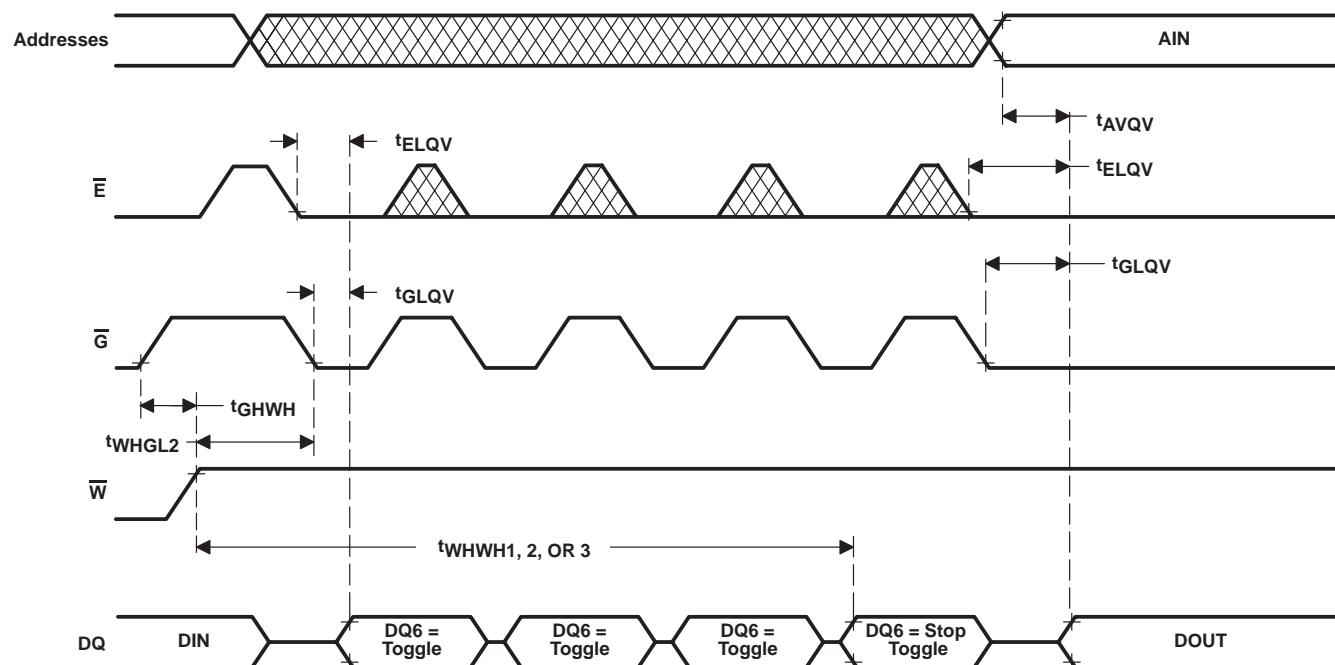 Addresses
AIN
tAVQV
tELQV
tELQV
E
tGLQV
tGLQV
G
tGHWH
tWHGL2
W
tWHWH1, 2, OR 3
DQ
DIN
DQ6 =
Toggle
DQ6 =
Toggle
DQ6 =
Toggle
DQ6 = Stop
Toggle
DOUT